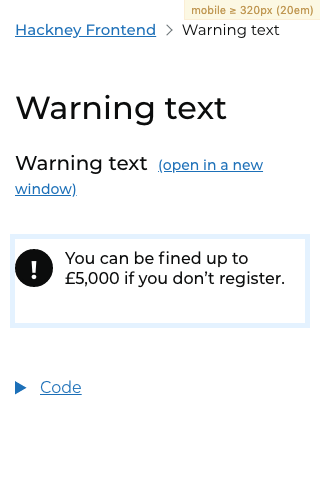 mobile ≥ 320px (20em)
Hackney Frontend > Warning text
Warning text
Warning text (open in a new
window)
! You can be fined up to
£5,000 if you don’t register.
Code